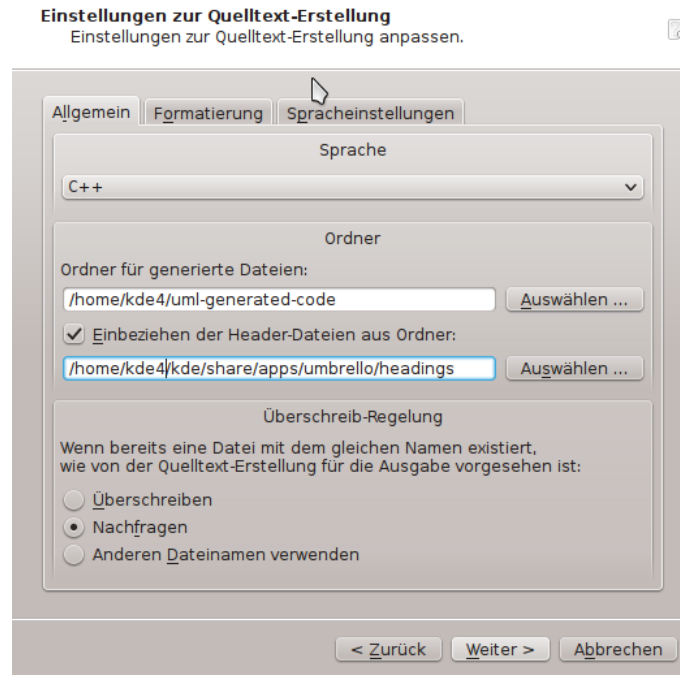 Einstellungen zur Quelltext-Erstellung
Einstellungen zur Quelltext-Erstellung anpassen.
Allgemein Formatierung Spracheinstellungen
Sprache
C++
Ordner
Ordner für generierte Dateien:
/home/kde4/uml-generated-code Auswählen ...
Einbeziehen der Header-Dateien aus Ordner:
/home/kde4/kde/share/apps/umbrello/headings Auswählen ...
Überschreib-Regelung
Wenn bereits eine Datei mit dem gleichen Namen existiert,
wie von der Quelltext-Erstellung für die Ausgabe vorgesehen ist:
Überschreiben
Nachfragen
Anderen Dateinamen verwenden
< Zurück Weiter > Abbrechen